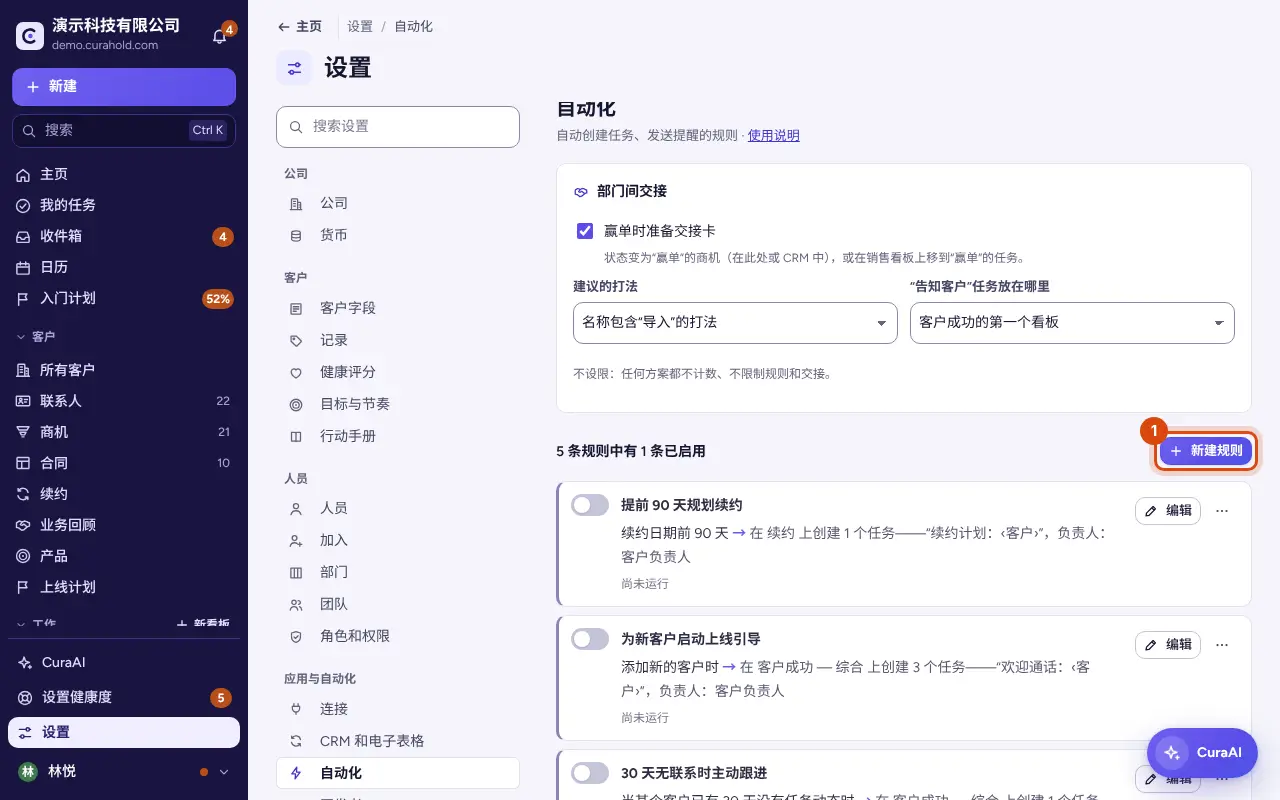 演示科技有限公司
demo.curahold.com
4
新建
搜索 Ctrl K
主页
我的任务
收件箱 4
日历
入门计划 52%
客户
所有客户
联系人 22
商机 21
合同 10
续约
业务回顾
产品
上线计划
工作 新看板
CuraAI
设置健康度 5
设置
林 林悦
主页 设置 / 自动化
设置
搜索设置
公司
公司
货币
客户
客户字段
记录
健康评分
目标与节奏
行动手册
人员
人员
加入
部门
团队
角色和权限
应用与自动化
连接
CRM 和电子表格
自动化
自动化
自动创建任务、发送提醒的规则 · 使用说明
部门间交接
赢单时准备交接卡
状态变为“赢单”的商机（在此处或 CRM 中），或在销售看板上移到“赢单”的任务。
建议的打法 “告知客户”任务放在哪里
名称包含“导入”的打法 客户成功的第一个看板
不设限：任何方案都不计数、不限制规则和交接。
1
5 条规则中有 1 条已启用 新建规则
提前 90 天规划续约 编辑 ···
续约日期前 90 天 → 在 续约 上创建 1 个任务——“续约计划：‹客户›”，负责人：
客户负责人
尚未运行
为新客户启动上线引导 编辑 ···
添加新的客户时 → 在 客户成功 — 综合 上创建 3 个任务——“欢迎通话：‹客
户›”，负责人：客户负责人
尚未运行
30 天无联系时主动跟进 编辑
CuraAI